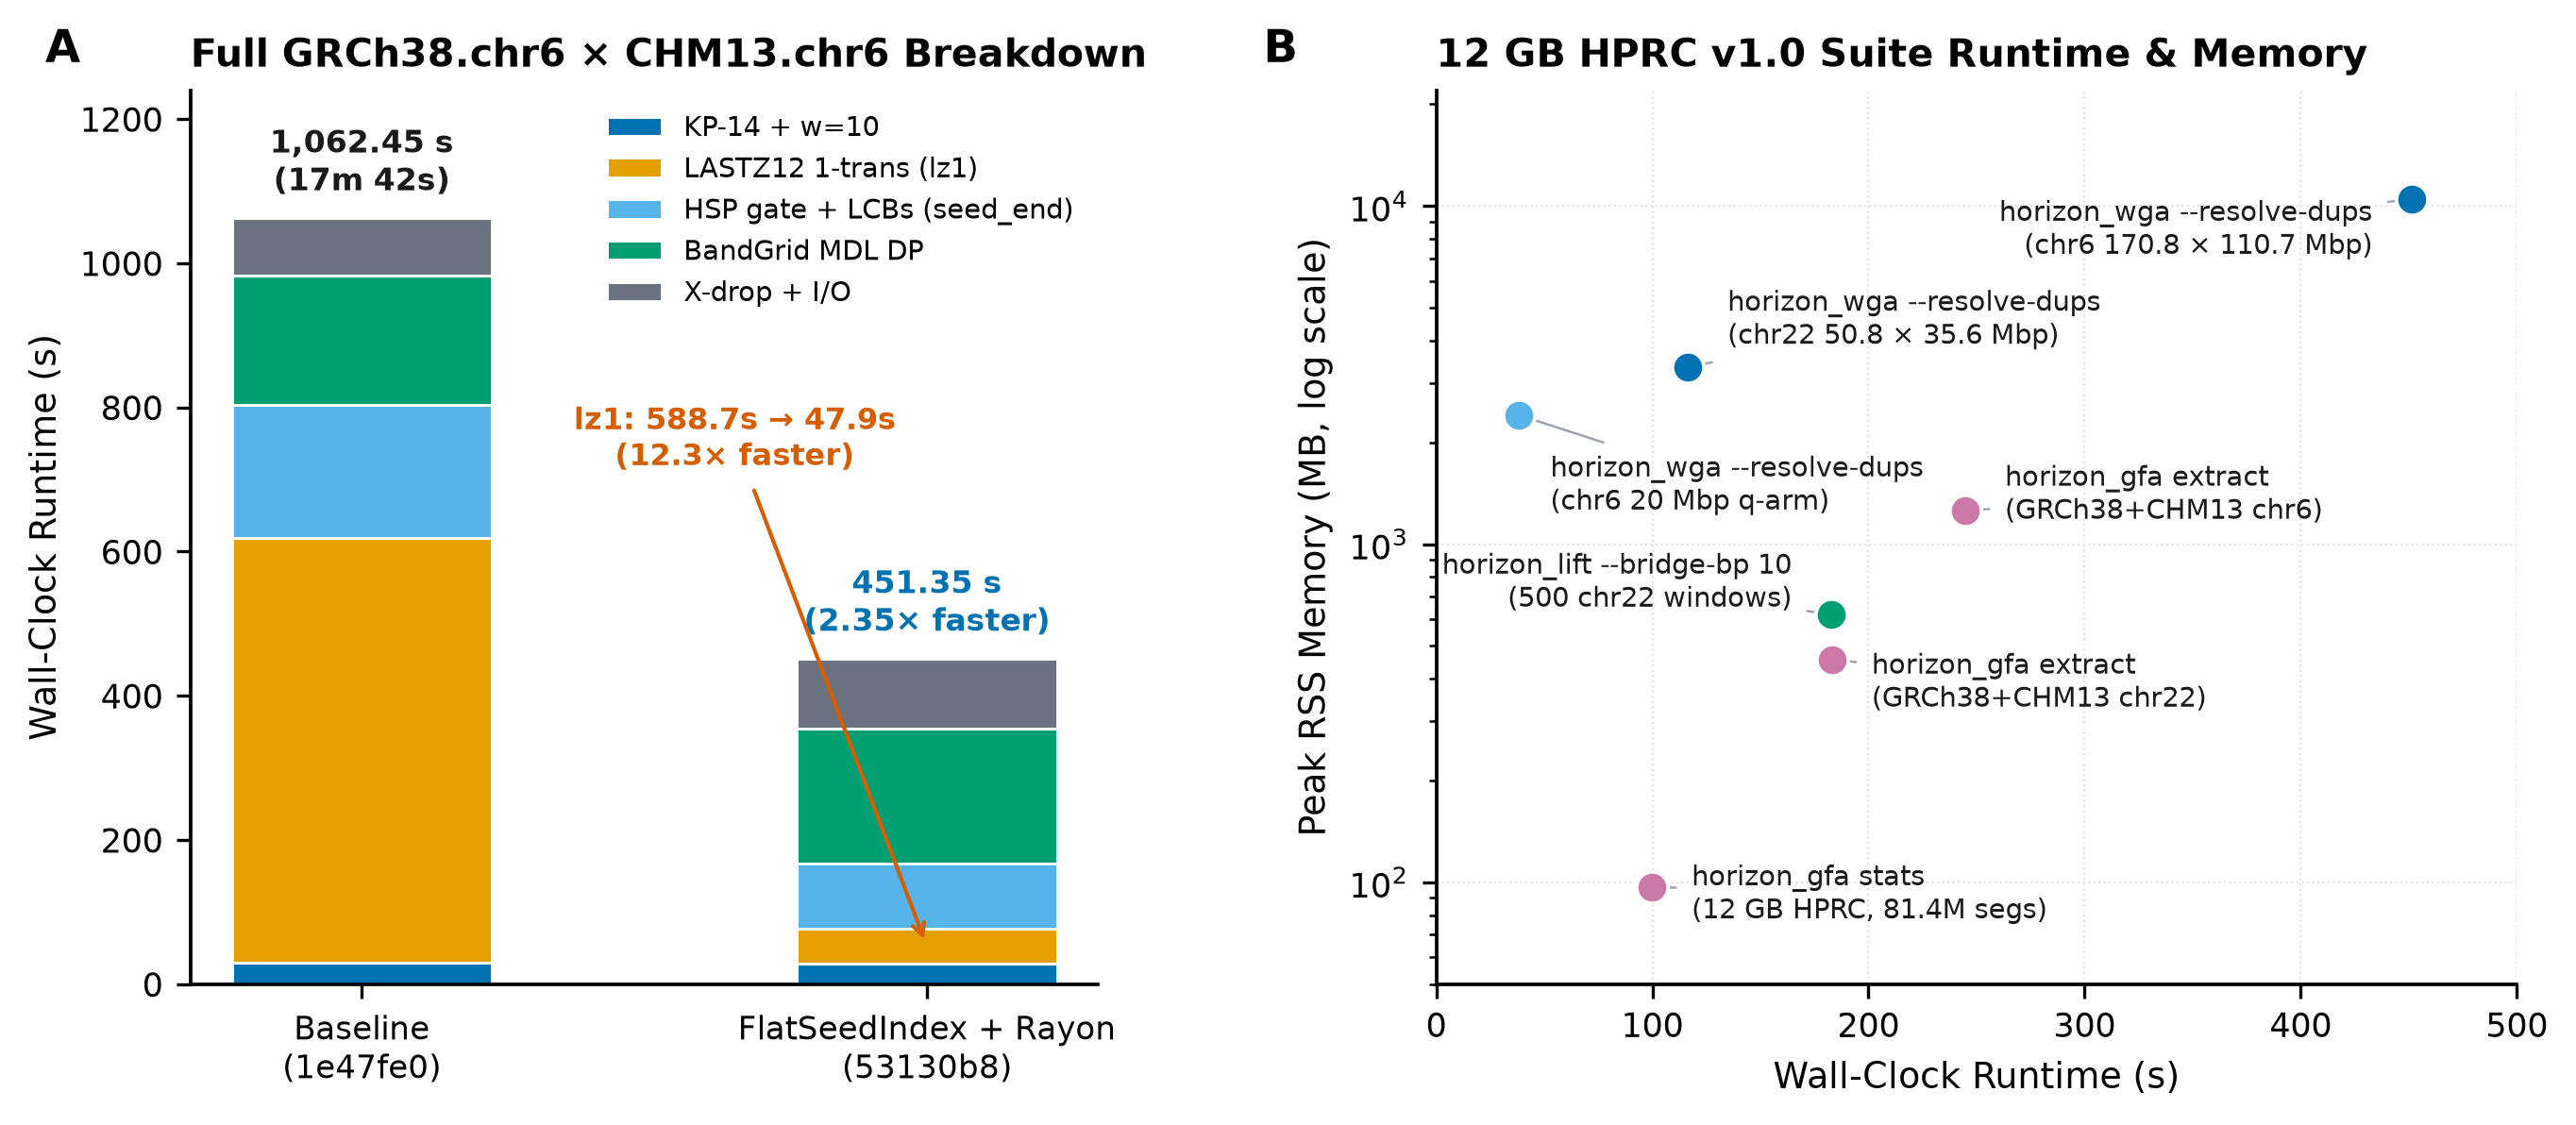 A
Full GRCh38.chr6 × CHM13.chr6 Breakdown
Wall-Clock Runtime (s)
1200
1000
800
600
400
200
0
1,062.45 s
(17m 42s)
KP-14 + w=10
LASTZ12 1-trans (lz1)
HSP gate + LCBs (seed_end)
BandGrid MDL DP
X-drop + I/O
lz1: 588.7s → 47.9s
(12.3× faster)
451.35 s
(2.35× faster)
Baseline
(1e47fe0)
FlatSeedIndex + Rayon
(53130b8)
B
12 GB HPRC v1.0 Suite Runtime & Memory
Peak RSS Memory (MB, log scale)
10⁴
10³
10²
horizon_wga --resolve-dups
(chr6 170.8 × 110.7 Mbp)
horizon_wga --resolve-dups
(chr22 50.8 × 35.6 Mbp)
horizon_wga --resolve-dups
(chr6 20 Mbp q-arm)
horizon_gfa extract
(GRCh38+CHM13 chr6)
horizon_lift --bridge-bp 10
(500 chr22 windows)
horizon_gfa extract
(GRCh38+CHM13 chr22)
horizon_gfa stats
(12 GB HPRC, 81.4M segs)
0 100 200 300 400 500
Wall-Clock Runtime (s)